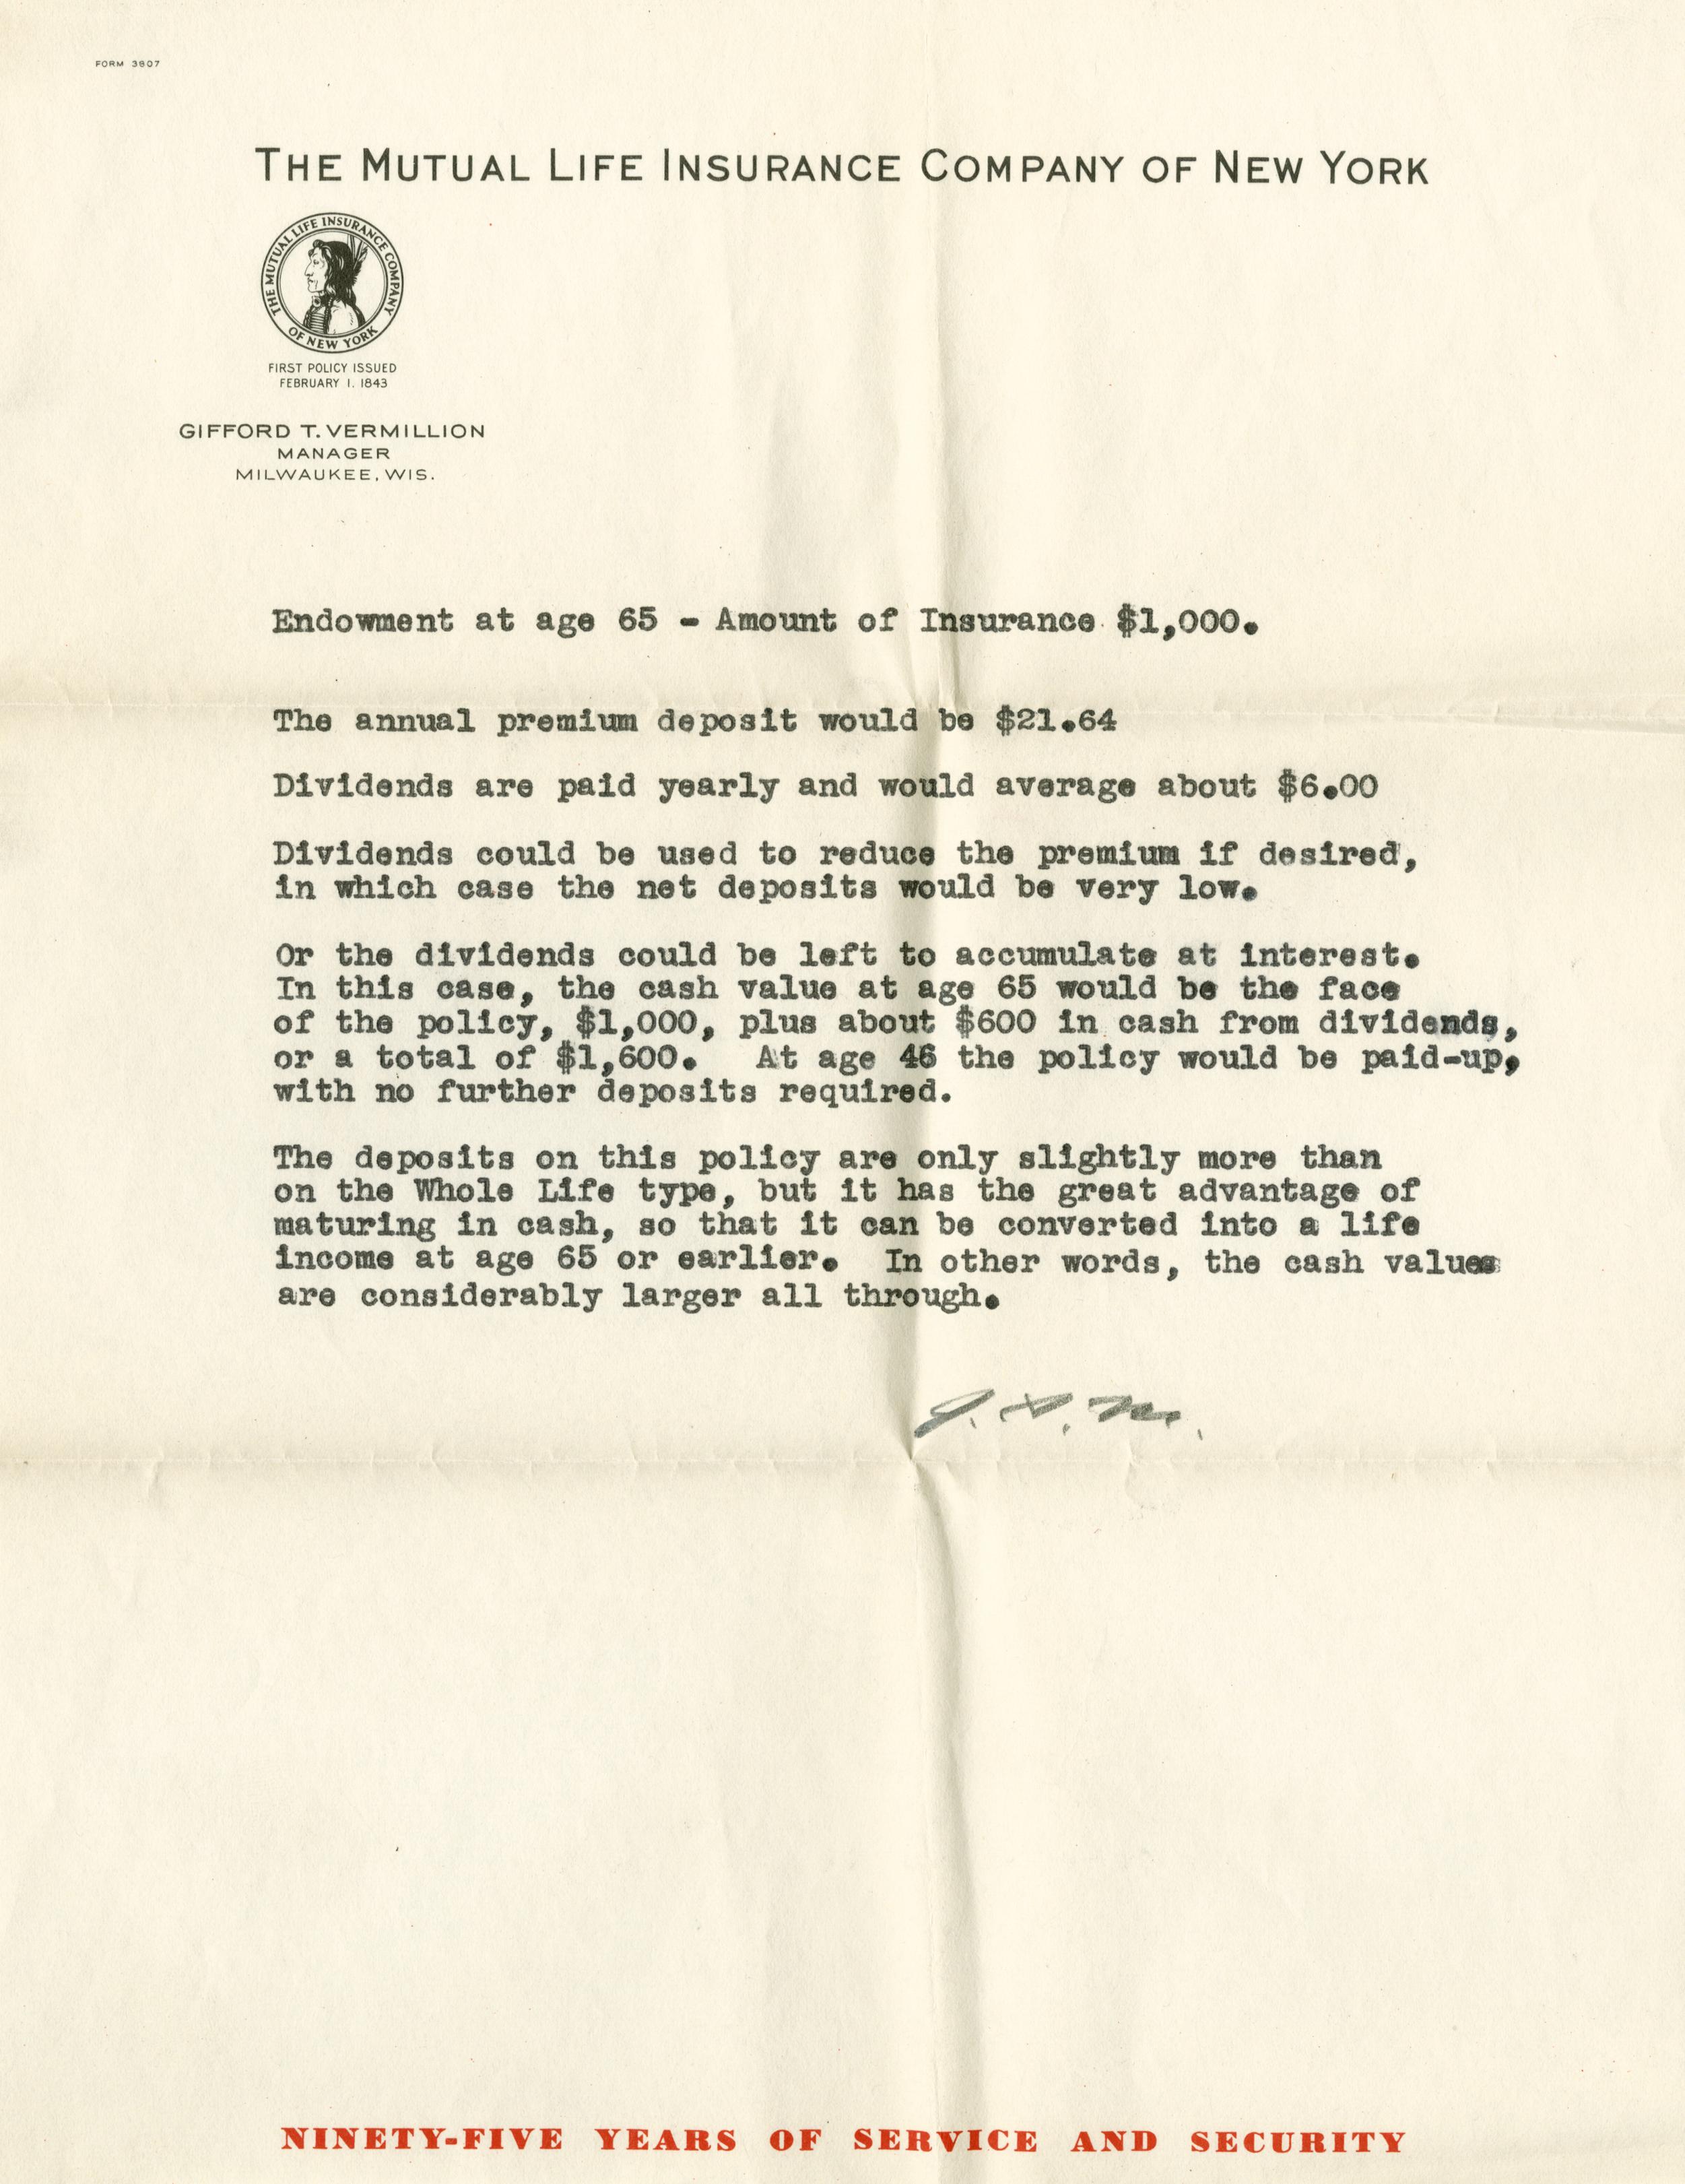 FORM 3807
THE MUTUAL LIFE INSURANCE COMPANY OF NEW YORK
THE MUTUAL LIFE INSURANCE COMPANY
OF NEW YORK
FIRST POLICY ISSUED
FEBRUARY 1, 1843
GIFFORD T. VERMILLION
MANAGER
MILWAUKEE, WIS.
Endowment at age 65 - Amount of Insurance $1,000.
The annual premium deposit would be $21.64
Dividends are paid yearly and would average about $6.00
Dividends could be used to reduce the premium if desired,
in which case the net deposits would be very low.
Or the dividends could be left to accumulate at interest.
In this case, the cash value at age 65 would be the face
of the policy, $1,000, plus about $600 in cash from dividends,
or a total of $1,600. At age 46 the policy would be paid-up,
with no further deposits required.
The deposits on this policy are only slightly more than
on the Whole Life type, but it has the great advantage of
maturing in cash, so that it can be converted into a life
income at age 65 or earlier. In other words, the cash values
are considerably larger all through.
NINETY-FIVE YEARS OF SERVICE AND SECURITY